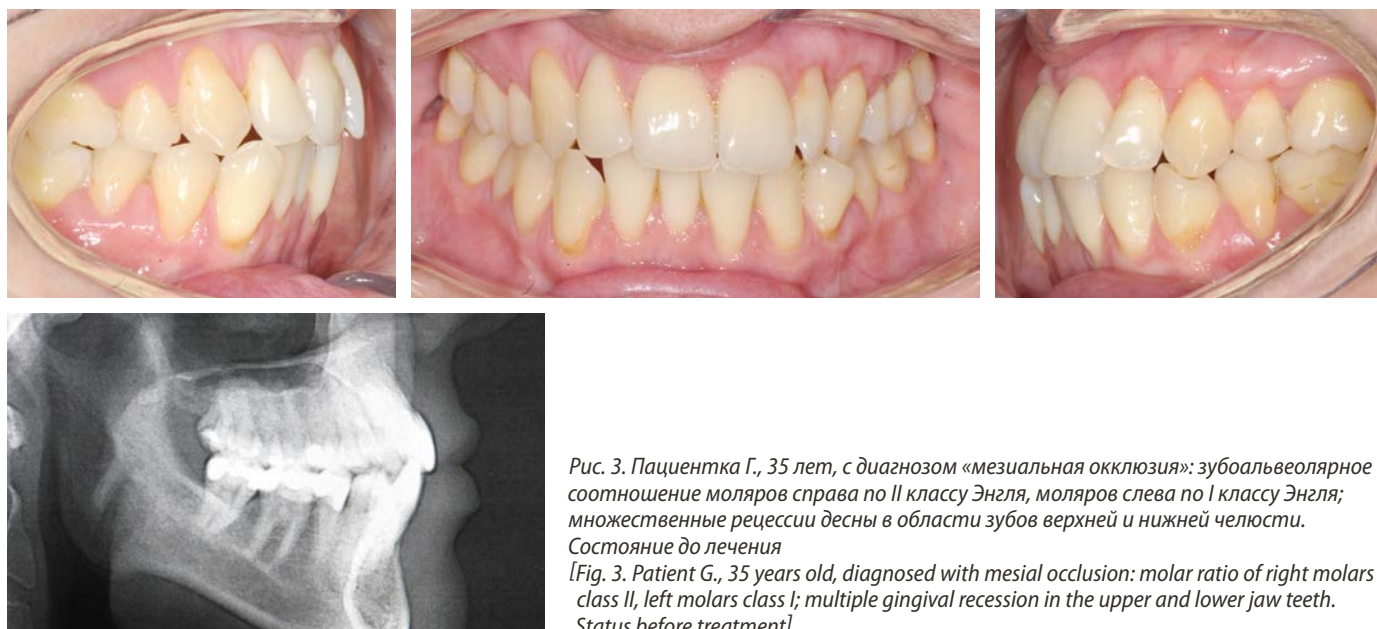 Рис. 3. Пациентка Г., 35 лет, с диагнозом «мезиальная окклюзия»: зубоальвеолярное
соотношение моляров справа по II классу Энгля, моляров слева по I классу Энгля;
множественные рецессии десны в области зубов верхней и нижней челюсти.
Состояние до лечения
[Fig. 3. Patient G., 35 years old, diagnosed with mesial occlusion: molar ratio of right molars
class II, left molars class I; multiple gingival recession in the upper and lower jaw teeth.
Status before treatment]